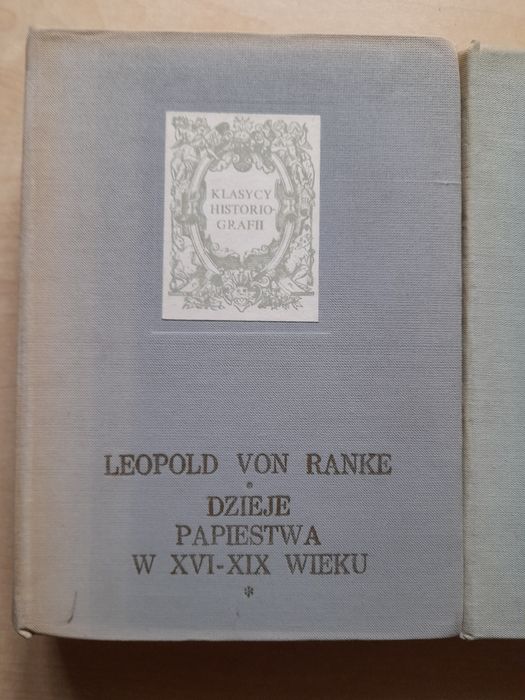 KLASYCY
HISTORIO-
GRAFII
LEOPOLD VON RANKE
DZIEJE
PAPIESTWA
W XVI-XIX WIEKU
*